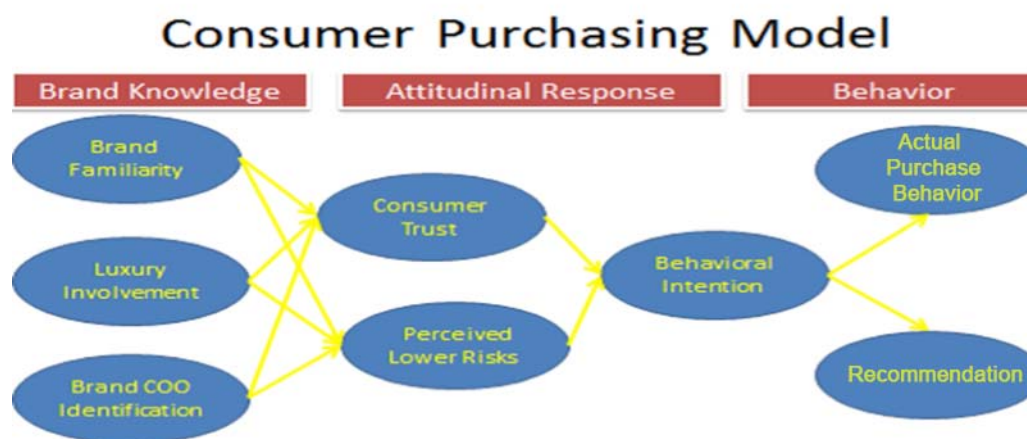 Consumer Purchasing Model
Brand Knowledge
Attitudinal Response
Behavior
Brand
Familiarity
Luxury
Involvement
Brand COO
Identification
Consumer
Trust
Perceived
Lower Risks
Behavioral
Intention
Actual
Purchase
Behavior
Recommendation